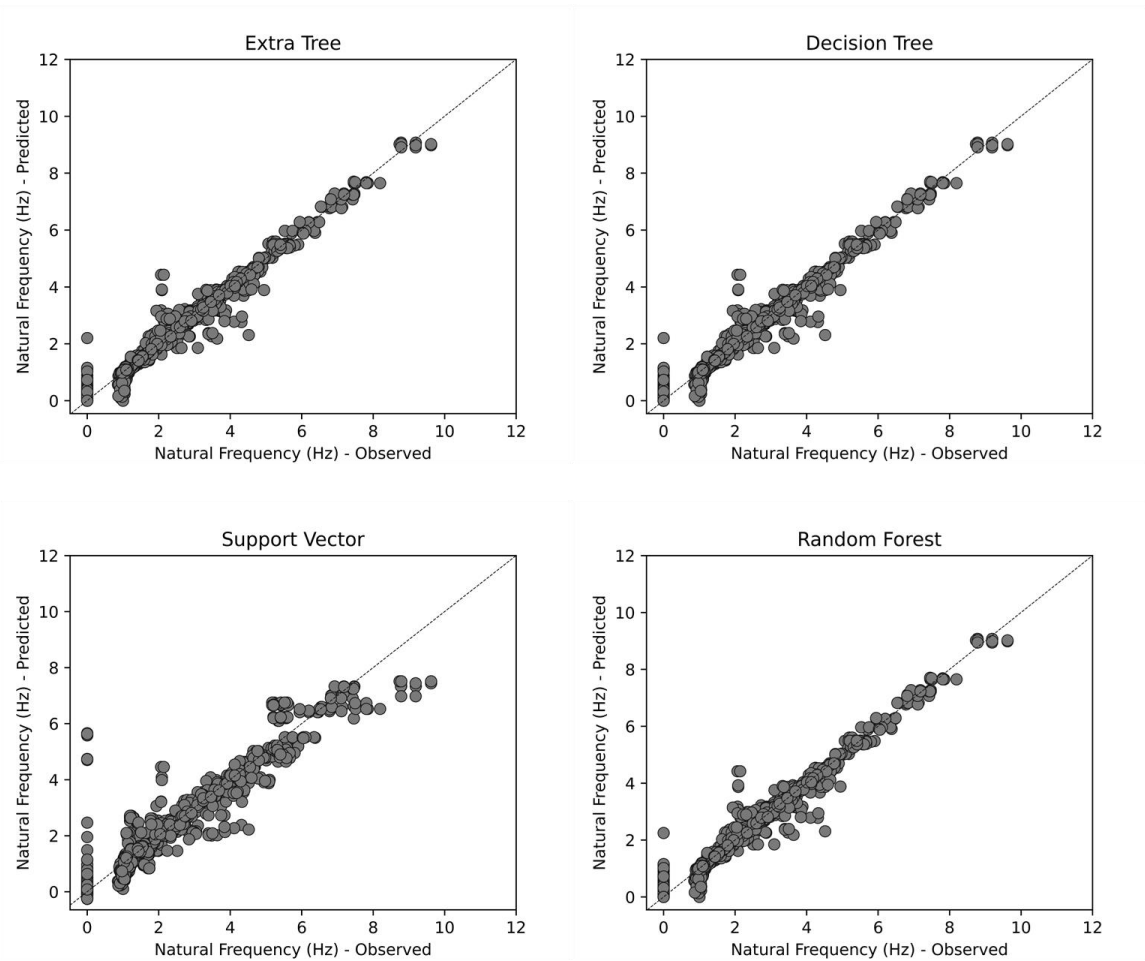 Extra Tree
12
10
8
6
4
2
0
Natural Frequency (Hz) - Predicted
0 2 4 6 8 10 12
Natural Frequency (Hz) - Observed
Decision Tree
12
10
8
6
4
2
0
Natural Frequency (Hz) - Predicted
0 2 4 6 8 10 12
Natural Frequency (Hz) - Observed
Support Vector
12
10
8
6
4
2
0
Natural Frequency (Hz) - Predicted
0 2 4 6 8 10 12
Natural Frequency (Hz) - Observed
Random Forest
12
10
8
6
4
2
0
Natural Frequency (Hz) - Predicted
0 2 4 6 8 10 12
Natural Frequency (Hz) - Observed